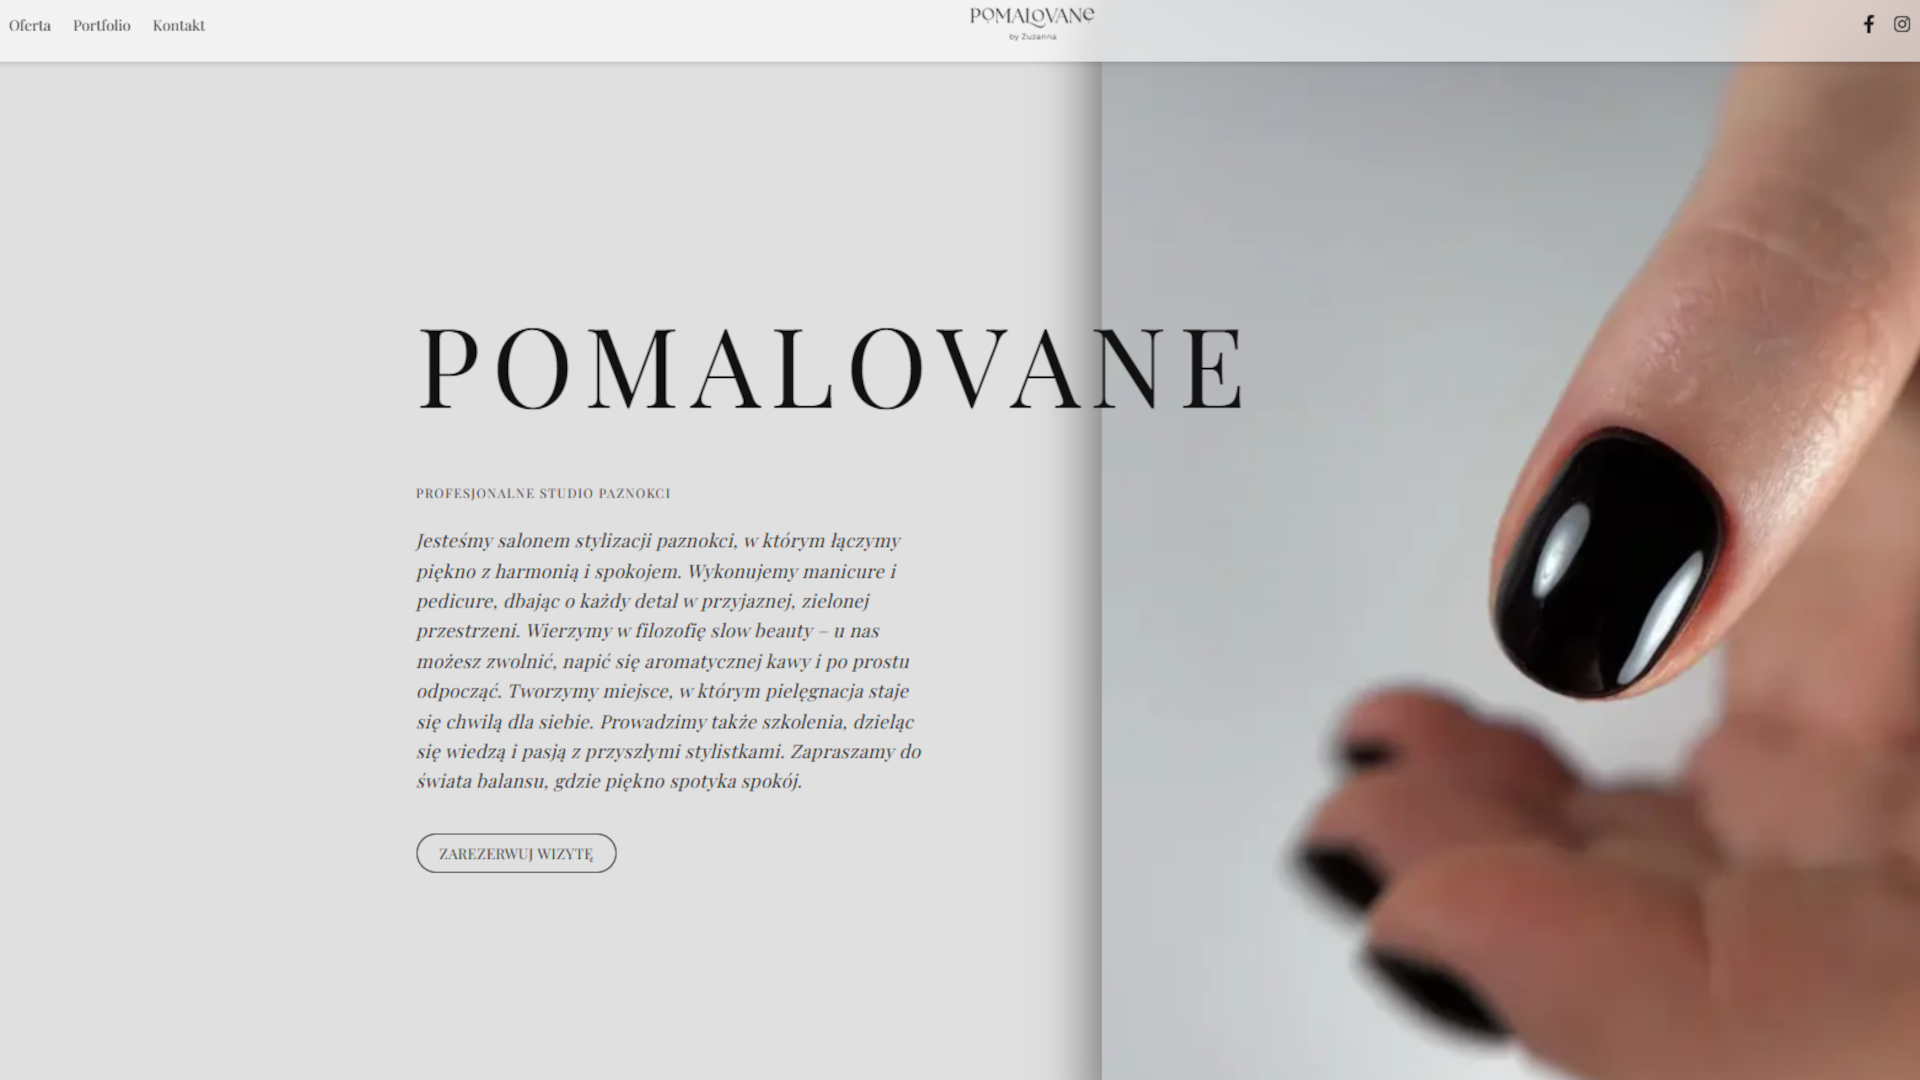 Oferta Portfolio Kontakt
POMALOVANE
by Zuzanna
POMALOVANE
PROFESJONALNE STUDIO PAZNOKCI
Jesteśmy salonem stylizacji paznokci, w którym łączymy
piękno z harmonią i spokojem. Wykonujemy manicure i
pedicure, dbając o każdy detal w przyjaznej, zielonej
przestrzeni. Wierzymy w filozofię slow beauty – u nas
możesz zwolnić, napić się aromatycznej kawy i po prostu
odpocząć. Tworzymy miejsce, w którym pielęgnacja staje
się chwilą dla siebie. Prowadzimy także szkolenia, dzieląc
się wiedzą i pasją z przyszłymi stylistkami. Zapraszamy do
świata balansu, gdzie piękno spotyka spokój.
ZAREZERWUJ WIZYTĘ